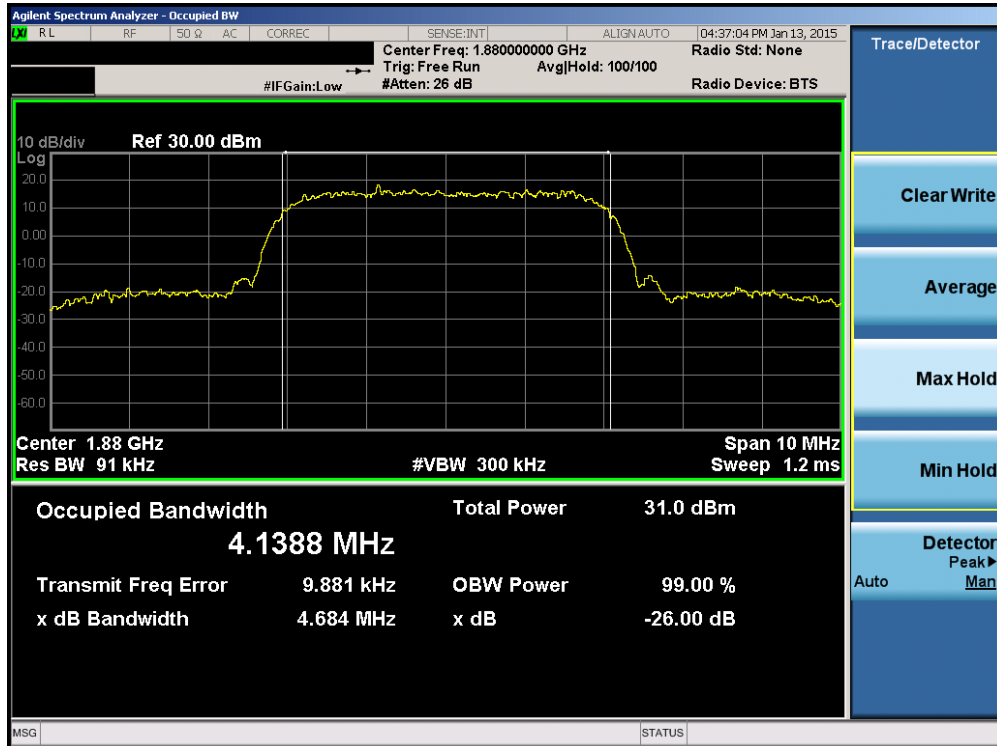 Agilent Spectrum Analyzer - Occupied BW
LXI RL RF 50 Ω AC CORREC SENSE:INT ALIGN AUTO 04:37:04 PM Jan 13, 2015
Center Freq: 1.880000000 GHz Radio Std: None
Trig: Free Run Avg|Hold: 100/100
#IFGain:Low #Atten: 26 dB Radio Device: BTS
10 dB/div Ref 30.00 dBm
Log
20.0
10.0
0.00
-10.0
-20.0
-30.0
-40.0
-50.0
-60.0
Center 1.88 GHz Span 10 MHz
Res BW 91 kHz #VBW 300 kHz Sweep 1.2 ms
Occupied Bandwidth Total Power 31.0 dBm
4.1388 MHz
Transmit Freq Error 9.881 kHz OBW Power 99.00 %
x dB Bandwidth 4.684 MHz x dB -26.00 dB
MSG STATUS
Trace/Detector
Clear Write
Average
Max Hold
Min Hold
Detector
Peak▶
Auto Man